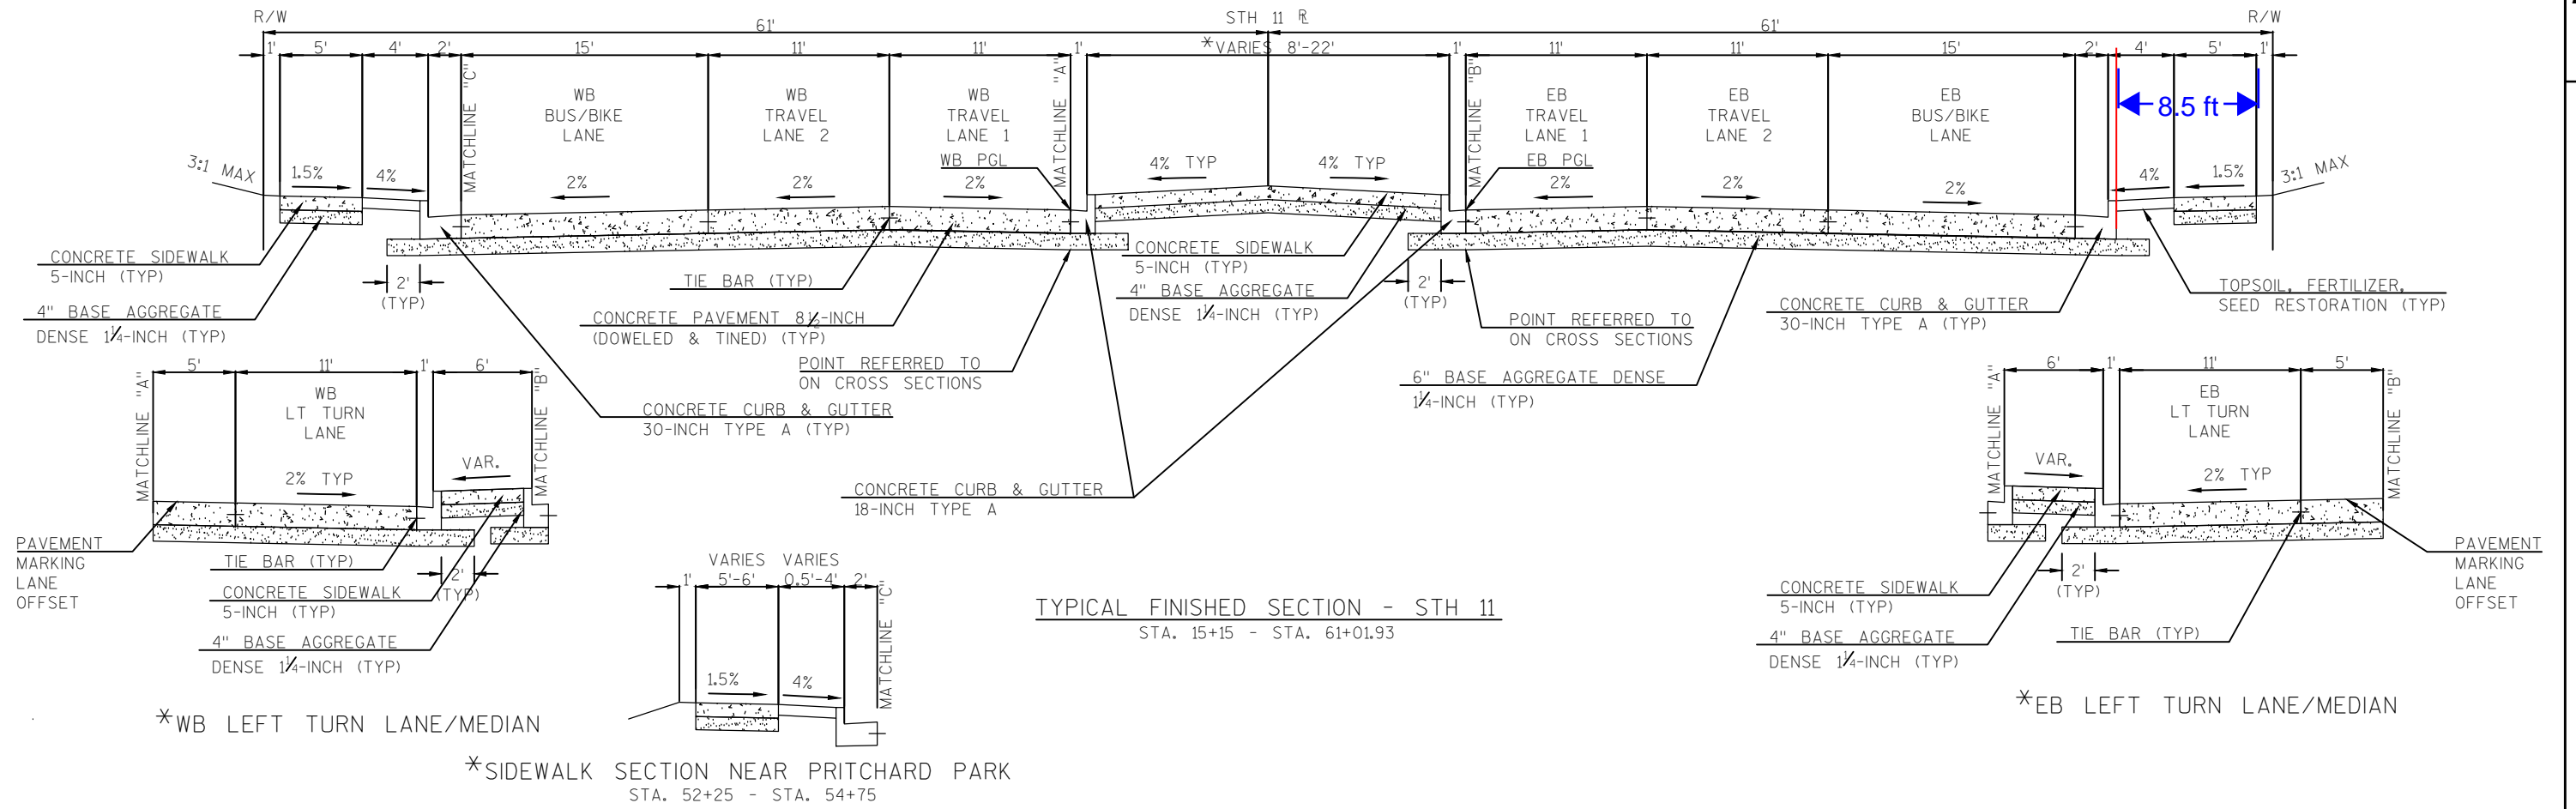 R/W
STH 11 R/L
R/W
61'
61'
1'
5'
4'
2'
15'
11'
11'
1'
*VARIES 8'-22'
1'
11'
11'
15'
2'
4'
5'
1'
MATCHLINE "C"
WB
BUS/BIKE
LANE
WB
TRAVEL
LANE 2
WB
TRAVEL
LANE 1
MATCHLINE "A"
MATCHLINE "B"
EB
TRAVEL
LANE 1
EB
TRAVEL
LANE 2
EB
BUS/BIKE
LANE
8.5 ft
WB PGL
EB PGL
3:1 MAX
1.5%
4%
2%
2%
2%
4% TYP
4% TYP
2%
2%
2%
4%
1.5%
3:1 MAX
CONCRETE SIDEWALK
5-INCH (TYP)
4" BASE AGGREGATE
DENSE 1¼-INCH (TYP)
2'
(TYP)
TIE BAR (TYP)
CONCRETE PAVEMENT 8½-INCH
(DOWELED & TINED) (TYP)
POINT REFERRED TO
ON CROSS SECTIONS
CONCRETE SIDEWALK
5-INCH (TYP)
4" BASE AGGREGATE
DENSE 1¼-INCH (TYP)
2'
(TYP)
POINT REFERRED TO
ON CROSS SECTIONS
CONCRETE CURB & GUTTER
30-INCH TYPE A (TYP)
TOPSOIL, FERTILIZER,
SEED RESTORATION (TYP)
6" BASE AGGREGATE DENSE
1¼-INCH (TYP)
CONCRETE CURB & GUTTER
30-INCH TYPE A (TYP)
CONCRETE CURB & GUTTER
18-INCH TYPE A
5'
11'
1'
6'
MATCHLINE "A"
WB
LT TURN
LANE
MATCHLINE "B"
2% TYP
VAR.
PAVEMENT
MARKING
LANE
OFFSET
TIE BAR (TYP)
2'
(TYP)
CONCRETE SIDEWALK
5-INCH (TYP)
4" BASE AGGREGATE
DENSE 1¼-INCH (TYP)
*WB LEFT TURN LANE/MEDIAN
VARIES VARIES
1'
5'-6'
0.5'-4'
2'
MATCHLINE "C"
1.5%
4%
*SIDEWALK SECTION NEAR PRITCHARD PARK
STA. 52+25 - STA. 54+75
TYPICAL FINISHED SECTION - STH 11
STA. 15+15 - STA. 61+01.93
6'
1'
11'
5'
MATCHLINE "A"
EB
LT TURN
LANE
MATCHLINE "B"
VAR.
2% TYP
PAVEMENT
MARKING
LANE
OFFSET
2'
(TYP)
CONCRETE SIDEWALK
5-INCH (TYP)
4" BASE AGGREGATE
DENSE 1¼-INCH (TYP)
TIE BAR (TYP)
*EB LEFT TURN LANE/MEDIAN